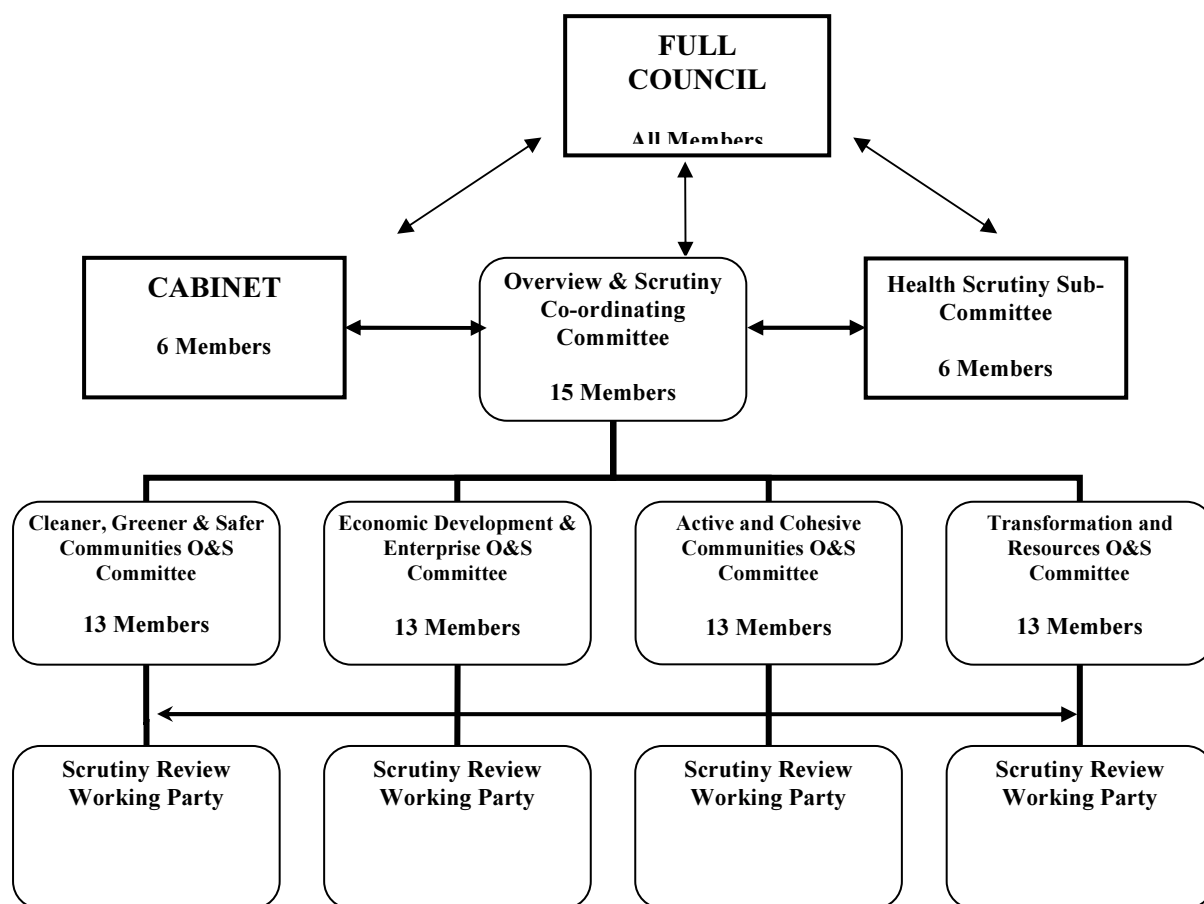 FULL
COUNCIL
All Members
CABINET
6 Members
Overview & Scrutiny
Co-ordinating
Committee
15 Members
Health Scrutiny Sub-
Committee
6 Members
Cleaner, Greener & Safer
Communities O&S
Committee
13 Members
Economic Development &
Enterprise O&S
Committee
13 Members
Active and Cohesive
Communities O&S
Committee
13 Members
Transformation and
Resources O&S
Committee
13 Members
Scrutiny Review
Working Party
Scrutiny Review
Working Party
Scrutiny Review
Working Party
Scrutiny Review
Working Party